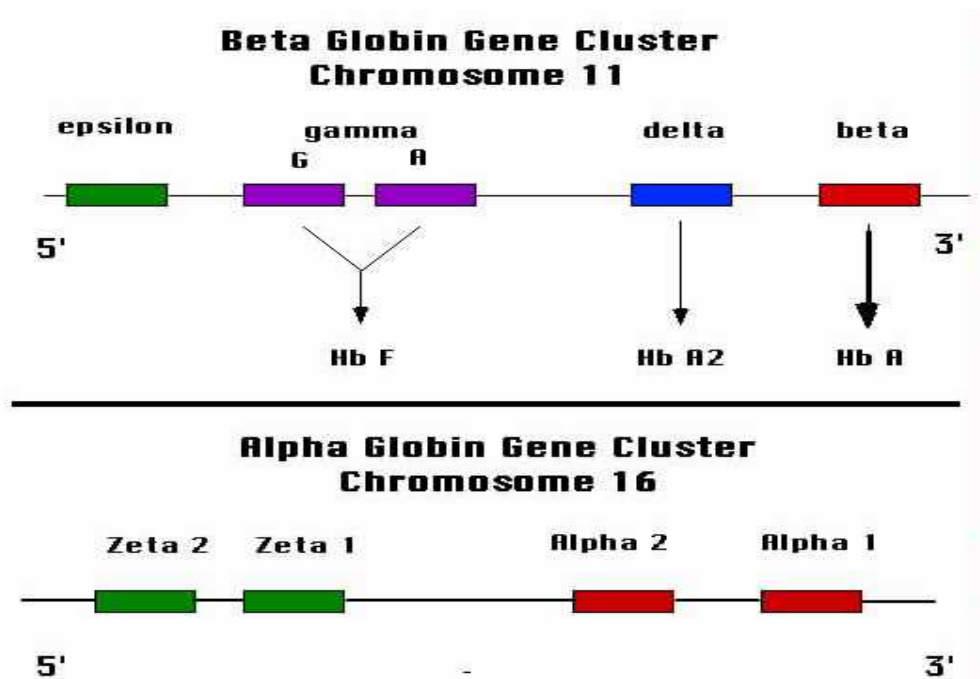 Beta Globin Gene Cluster
Chromosome 11
epsilon gamma delta beta
G A
5' 3'
Hb F Hb A2 Hb A
Alpha Globin Gene Cluster
Chromosome 16
Zeta 2 Zeta 1 Alpha 2 Alpha 1
5' - 3'